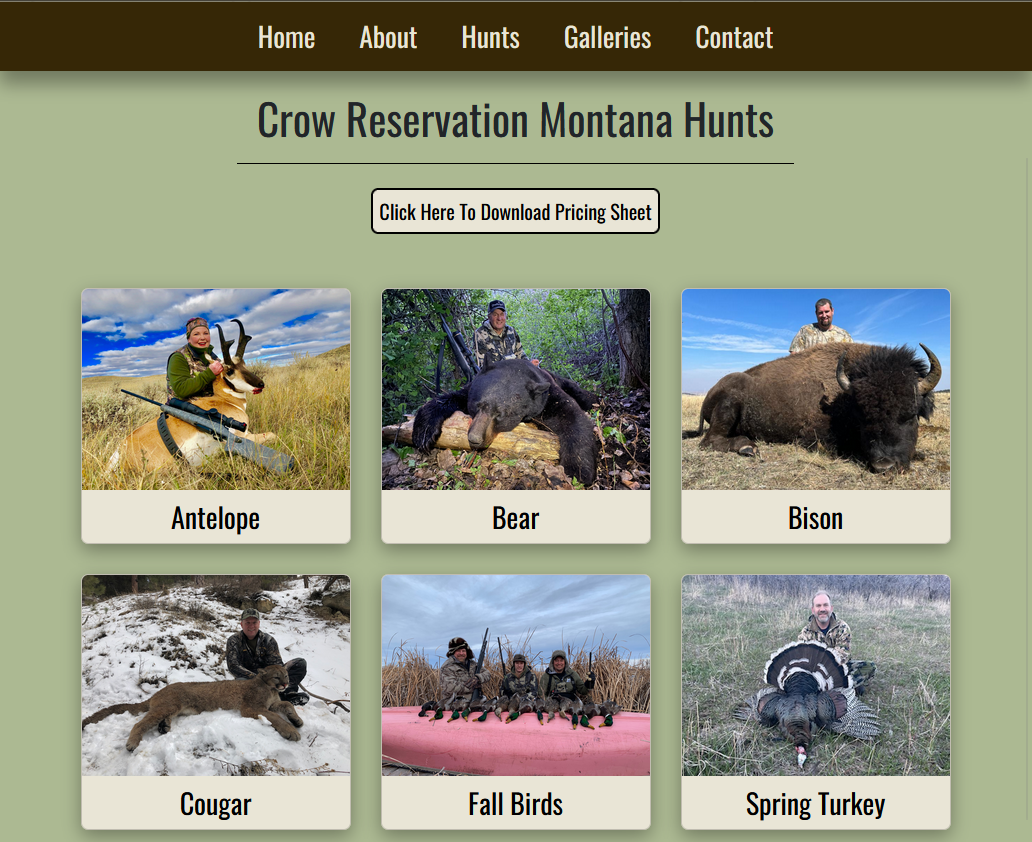 Home About Hunts Galleries Contact
Crow Reservation Montana Hunts
Click Here To Download Pricing Sheet
Antelope Bear Bison
Cougar Fall Birds Spring Turkey